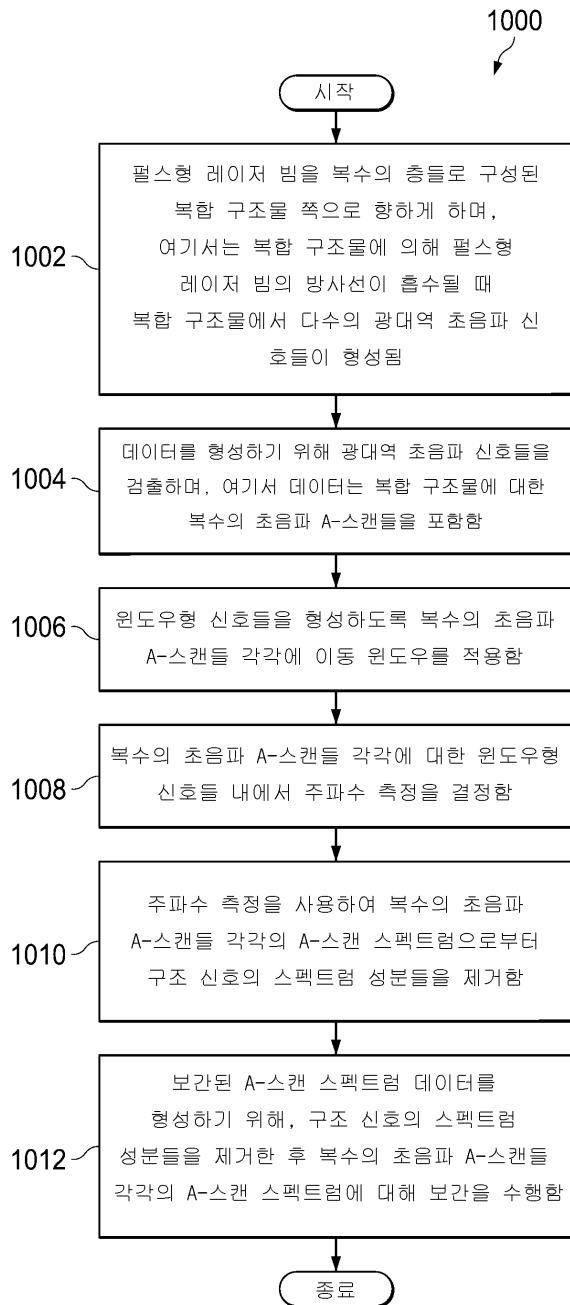 1000
시작
1002
펄스형 레이저 빔을 복수의 층들로 구성된
복합 구조물 쪽으로 향하게 하며,
여기서는 복합 구조물에 의해 펄스형
레이저 빔의 방사선이 흡수될 때
복합 구조물에서 다수의 광대역 초음파 신
호들이 형성됨
1004
데이터를 형성하기 위해 광대역 초음파 신호들을
검출하며, 여기서 데이터는 복합 구조물에 대한
복수의 초음파 A-스캔들을 포함함
1006
윈도우형 신호들을 형성하도록 복수의 초음파
A-스캔들 각각에 이동 윈도우를 적용함
1008
복수의 초음파 A-스캔들 각각에 대한 윈도우형
신호들 내에서 주파수 측정을 결정함
1010
주파수 측정을 사용하여 복수의 초음파
A-스캔들 각각의 A-스캔 스펙트럼으로부터
구조 신호의 스펙트럼 성분들을 제거함
1012
보간된 A-스캔 스펙트럼 데이터를
형성하기 위해, 구조 신호의 스펙트럼
성분들을 제거한 후 복수의 초음파 A-스캔들
각각의 A-스캔 스펙트럼에 대해 보간을 수행함
종료